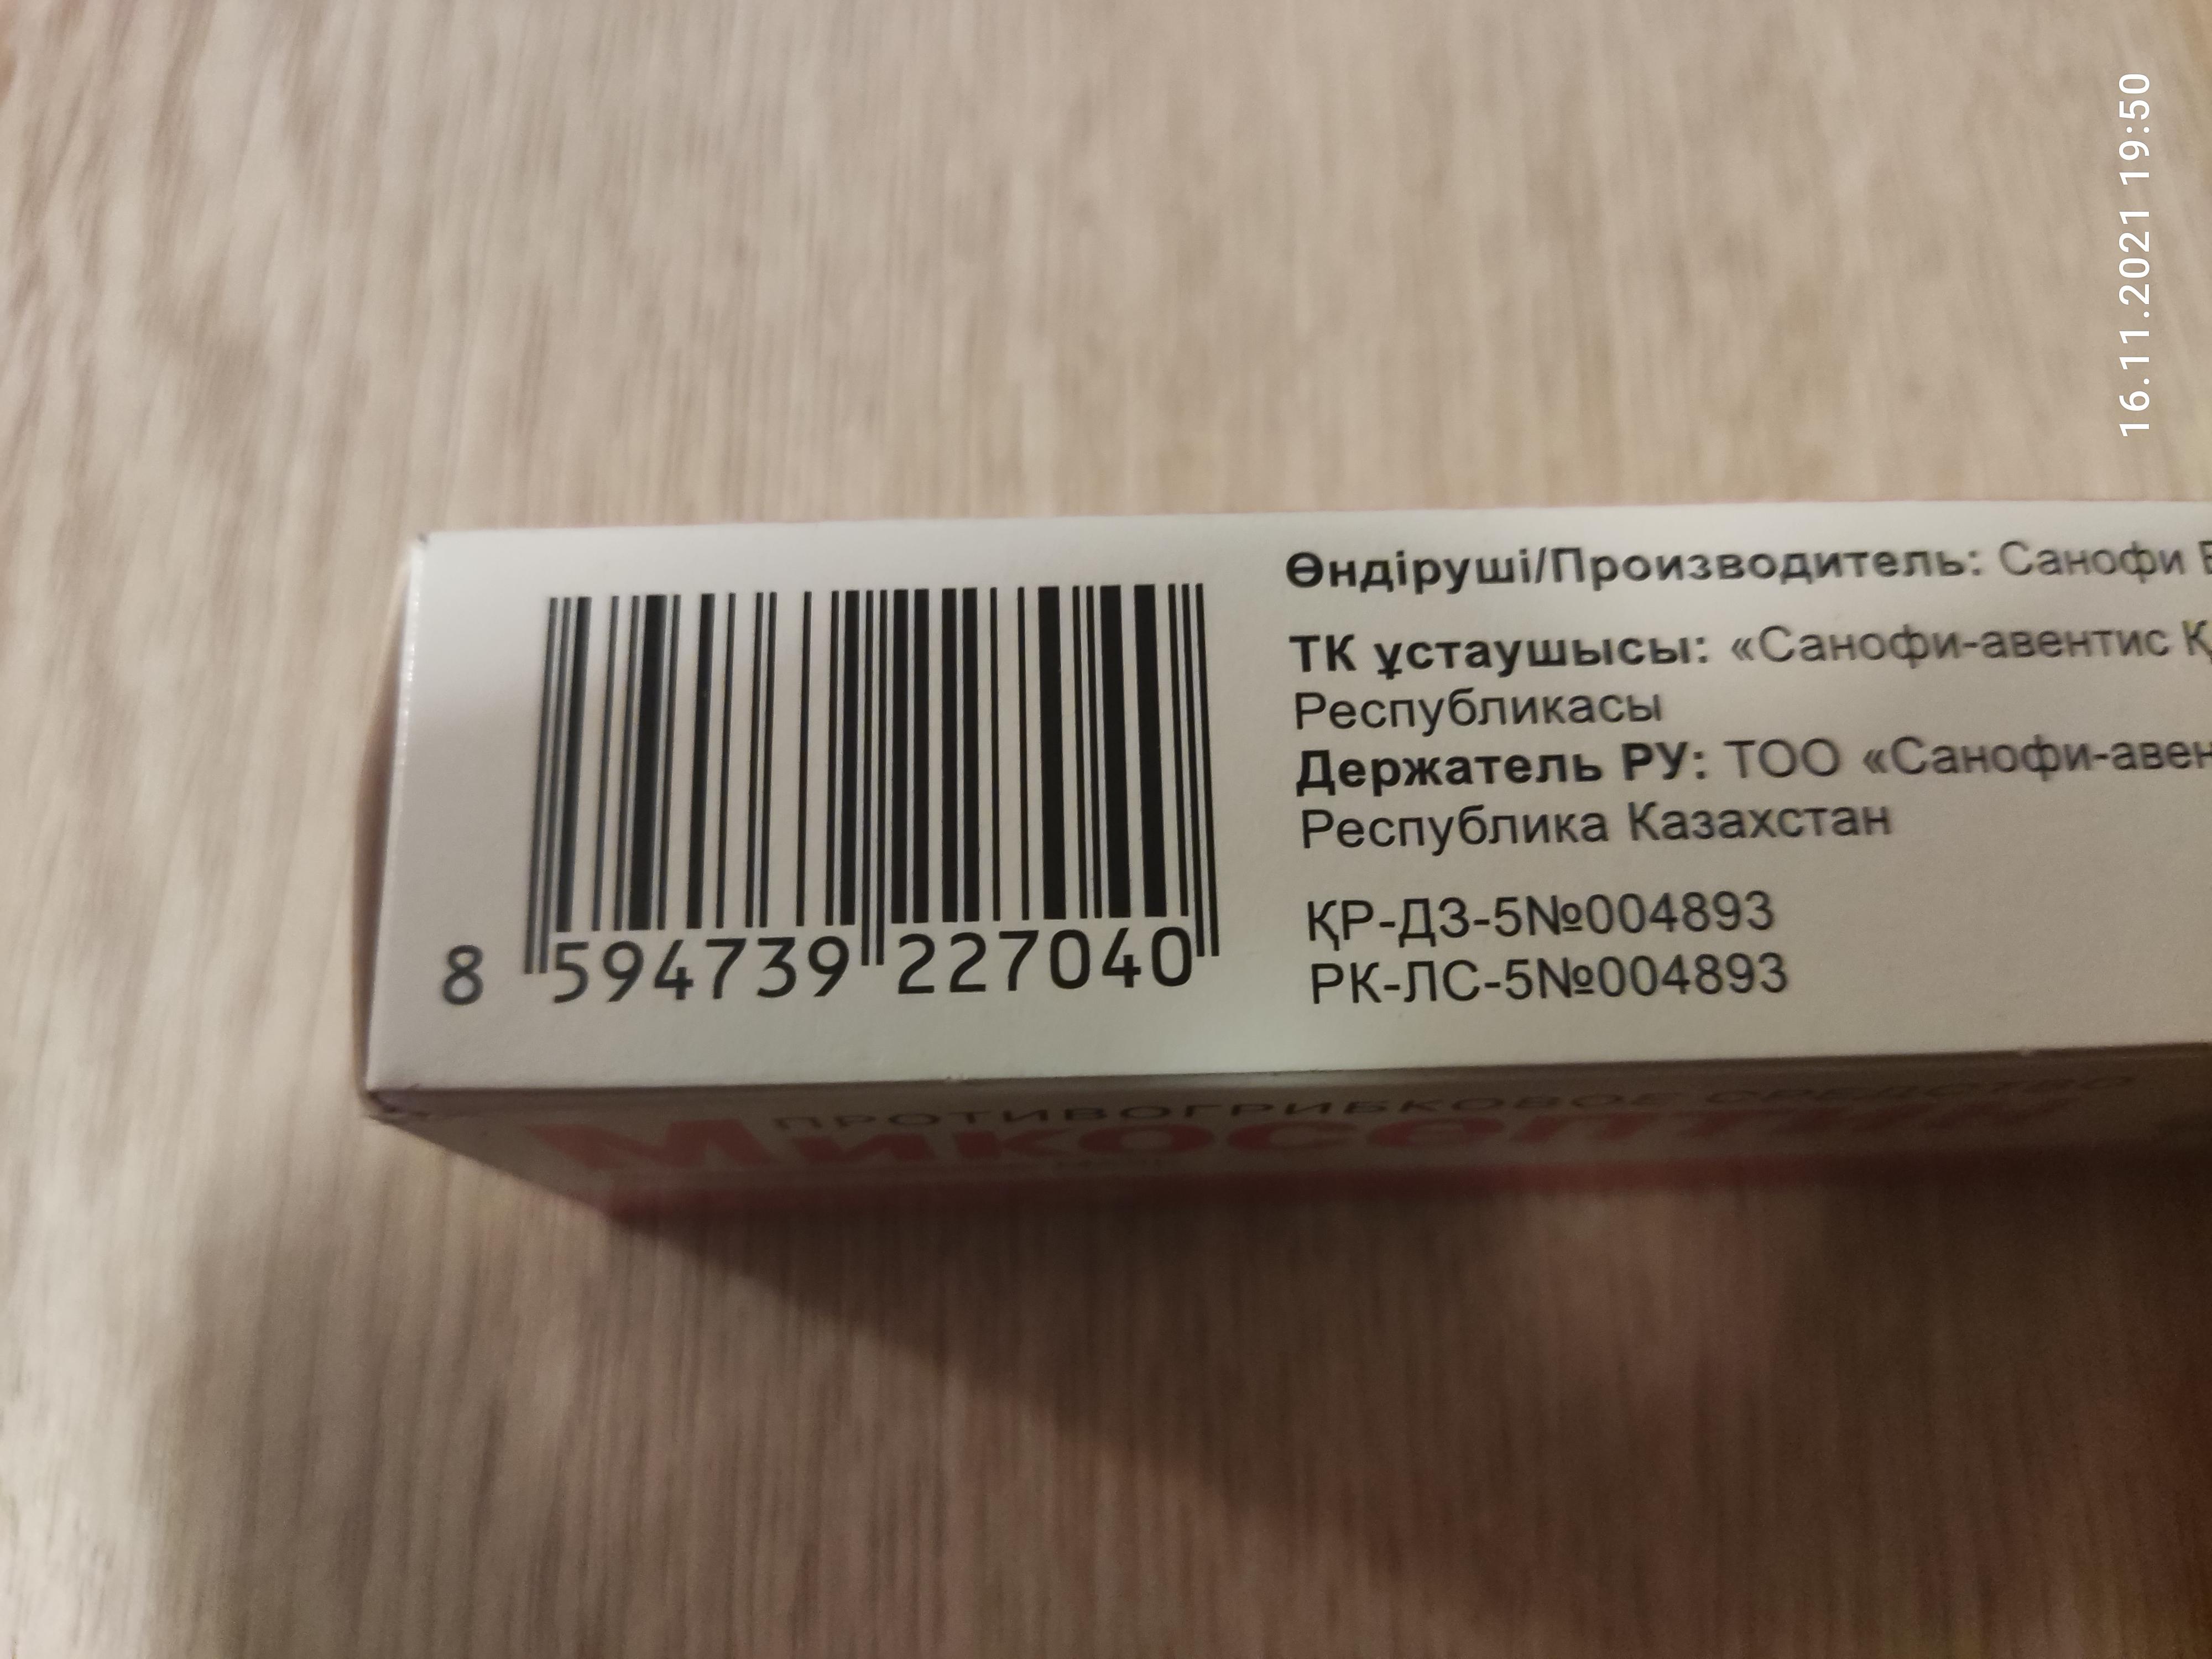 16.11.2021 19:50
Өндіруші/Производитель: Санофи
ТК ұстаушысы: «Санофи-авентис
Республикасы
Держатель РУ: ТОО «Санофи-авен
Республика Казахстан
ҚР-ДЗ-5№004893
РК-ЛС-5№004893
8 594739 227040
ПРОТИВОГРИБКОВОЕ СРЕДСТВО
Микосептин